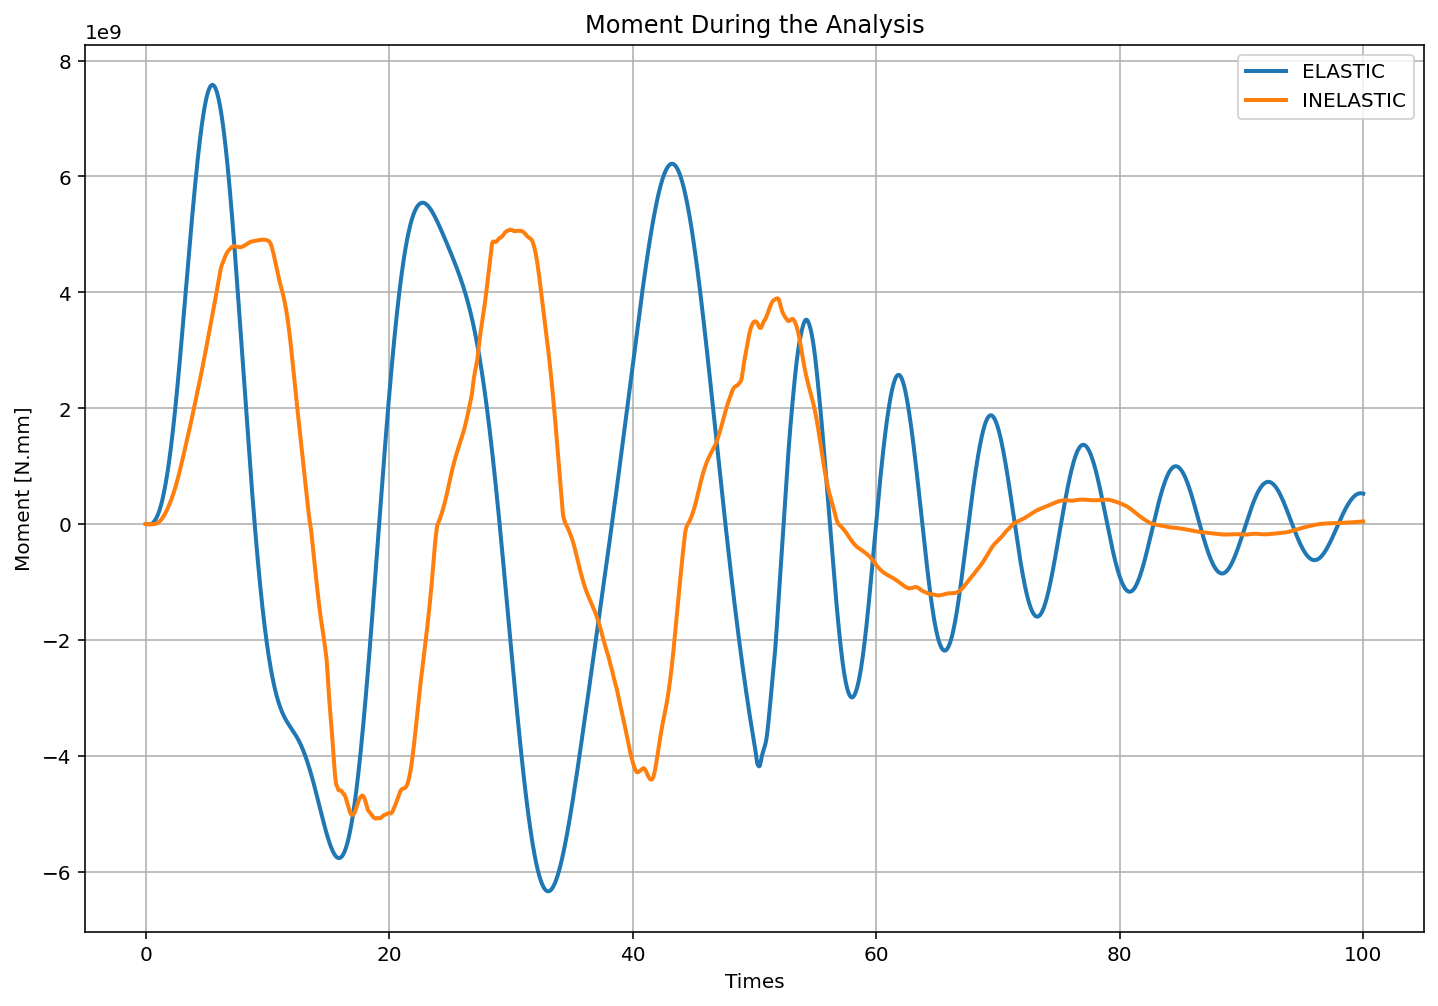 Moment During the Analysis
1e9
ELASTIC
INELASTIC
8
6
4
2
0
−2
−4
−6
Moment [N.mm]
0 20 40 60 80 100
Times